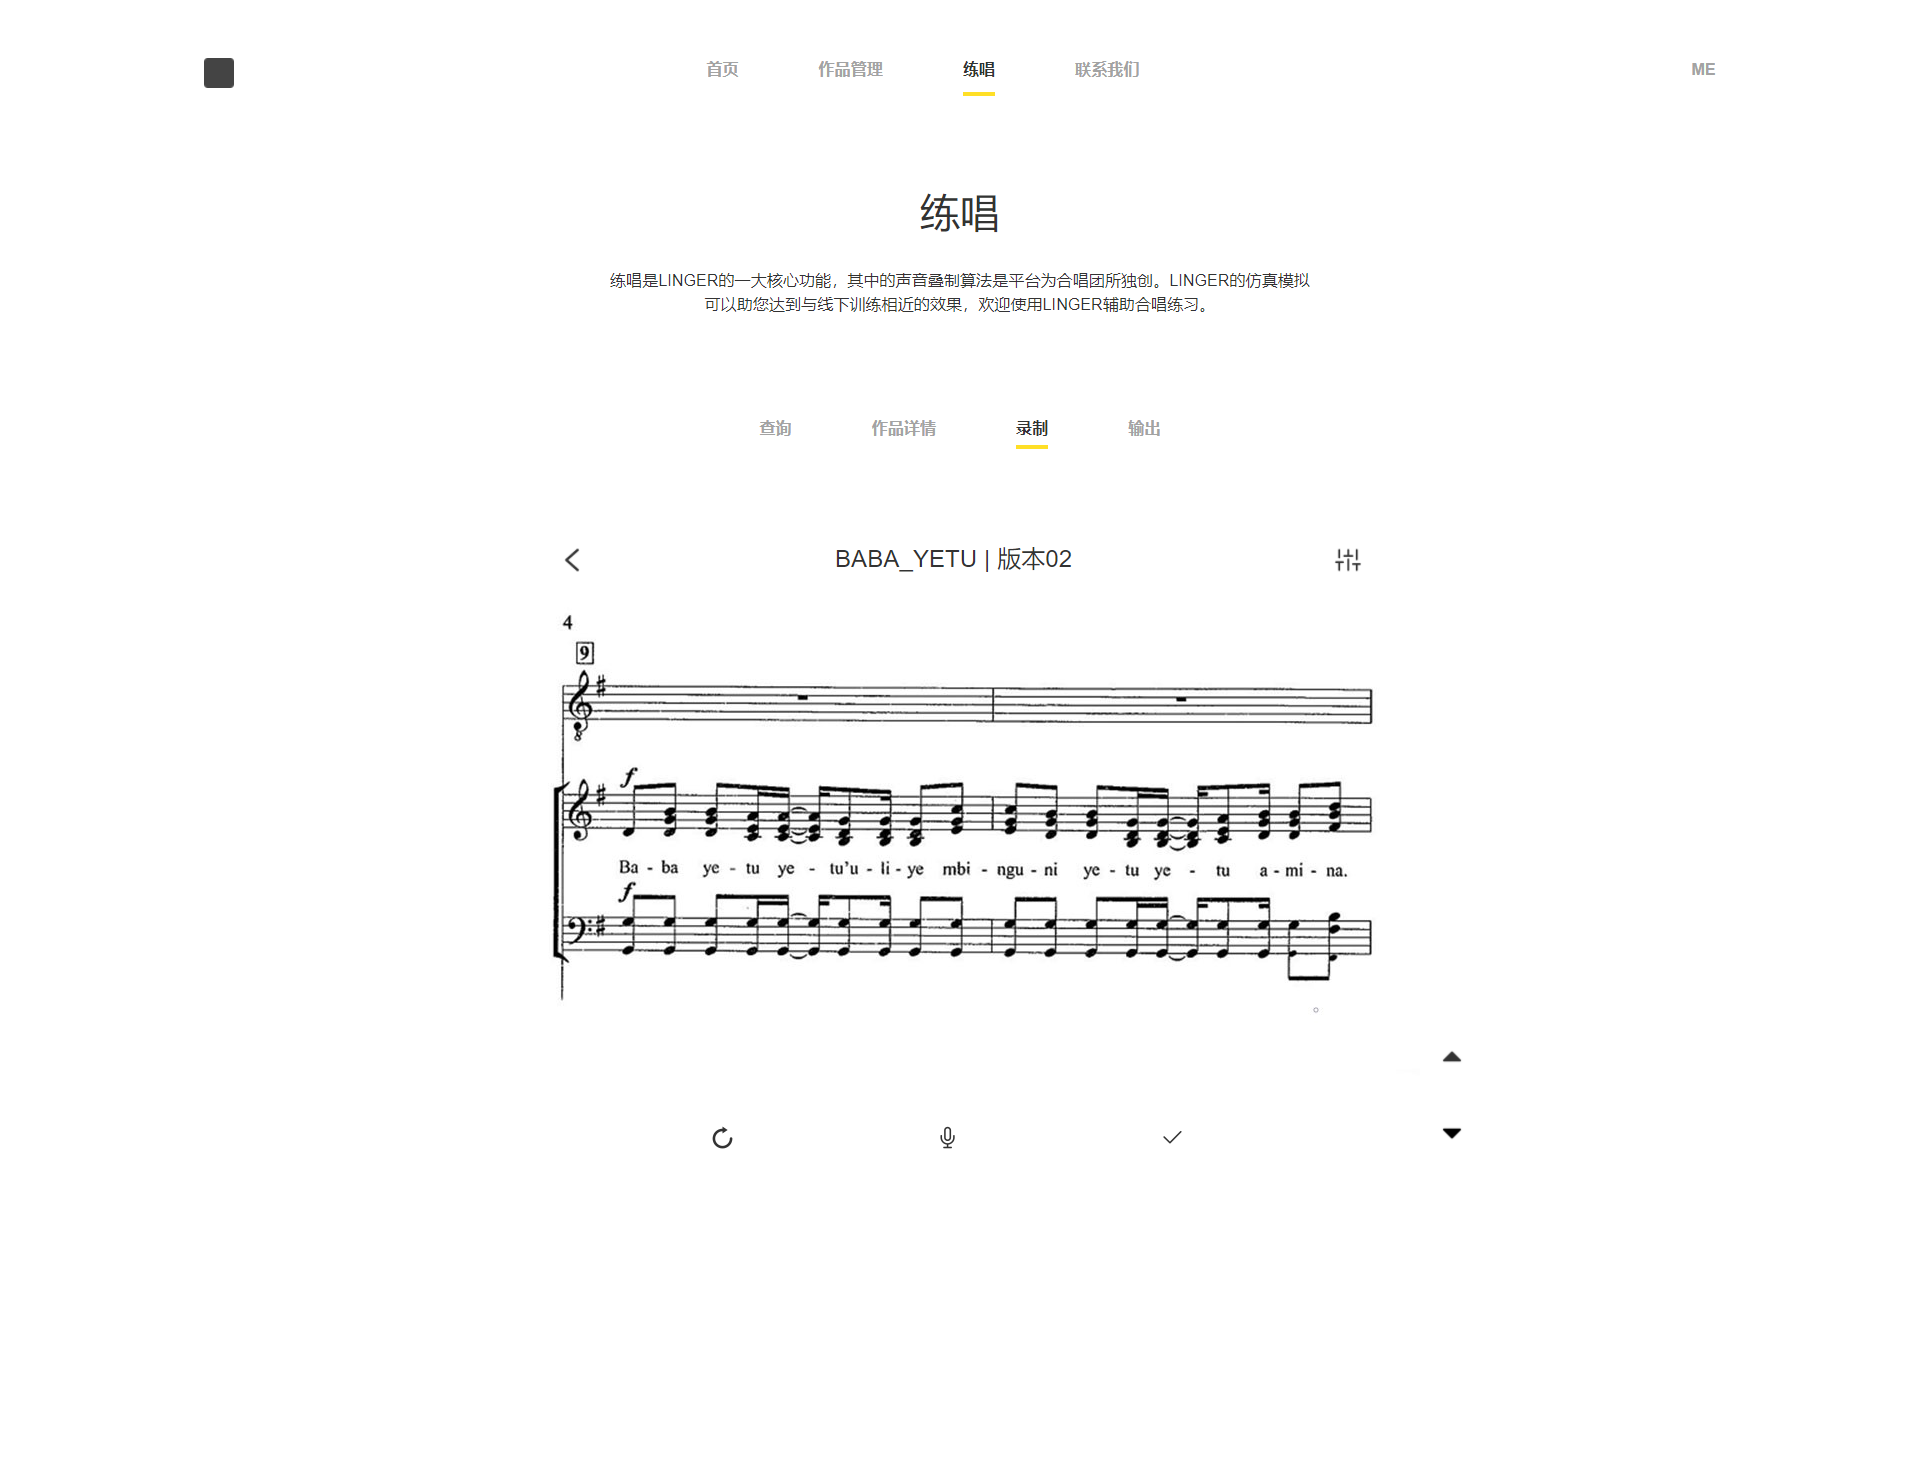 首页 作品管理 练唱 联系我们 ME
练唱
练唱是LINGER的一大核心功能，其中的声音叠制算法是平台为合唱团所独创。LINGER的仿真模拟
可以助您达到与线下训练相近的效果，欢迎使用LINGER辅助合唱练习。
查询 作品详情 录制 输出
BABA_YETU | 版本02
4
9
8
f
Ba - ba ye - tu ye - tu’u - li - ye mbi - ngu - ni ye - tu ye - tu a - mi - na.
f